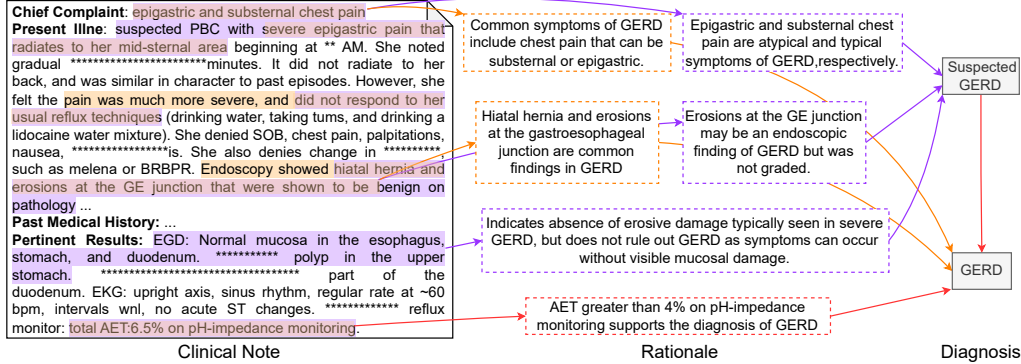 Chief Complaint: epigastric and substernal chest pain
Present Illne: suspected PBC with severe epigastric pain that
radiates to her mid-sternal area beginning at ** AM. She noted
gradual ************************minutes. It did not radiate to her
back, and was similar in character to past episodes. However, she
felt the pain was much more severe, and did not respond to her
usual reflux techniques (drinking water, taking tums, and drinking a
lidocaine water mixture). She denied SOB, chest pain, palpitations,
nausea, *****************is. She also denies change in **********,
such as melena or BRBPR. Endoscopy showed hiatal hernia and
erosions at the GE junction that were shown to be benign on
pathology ...
Past Medical History: ...
Pertinent Results: EGD: Normal mucosa in the esophagus,
stomach, and duodenum. *********** polyp in the upper
stomach. ********************************** part of the
duodenum. EKG: upright axis, sinus rhythm, regular rate at ~60
bpm, intervals wnl, no acute ST changes. ************* reflux
monitor: total AET:6.5% on pH-impedance monitoring.
Clinical Note
Common symptoms of GERD
include chest pain that can be
substernal or epigastric.
Epigastric and substernal chest
pain are atypical and typical
symptoms of GERD,respectively.
Hiatal hernia and erosions
at the gastroesophageal
junction are common
findings in GERD
Erosions at the GE junction
may be an endoscopic
finding of GERD but was
not graded.
Indicates absence of erosive damage typically seen in severe
GERD, but does not rule out GERD as symptoms can occur
without visible mucosal damage.
AET greater than 4% on pH-impedance
monitoring supports the diagnosis of GERD
Rationale
Suspected
GERD
GERD
Diagnosis